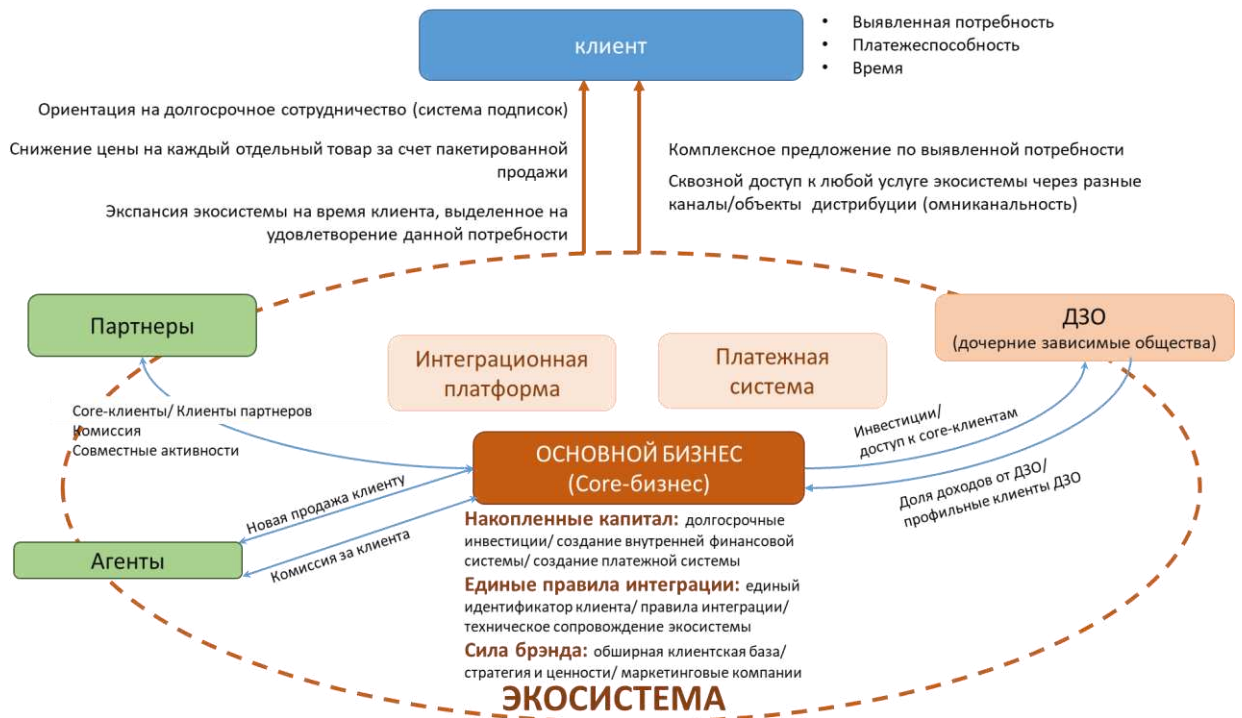 клиент
• Выявленная потребность
• Платежеспособность
• Время
Ориентация на долгосрочное сотрудничество (система подписок)
Снижение цены на каждый отдельный товар за счет пакетированной
продажи
Экспансия экосистемы на время клиента, выделенное на
удовлетворение данной потребности
Комплексное предложение по выявленной потребности
Сквозной доступ к любой услуге экосистемы через разные
каналы/объекты дистрибуции (омниканальность)
Партнеры
Интеграционная
платформа
Платежная
система
ДЗО
(дочерние зависимые общества)
Core-клиенты/ Клиенты партнеров
Комиссия
Совместные активности
ОСНОВНОЙ БИЗНЕС
(Core-бизнес)
Инвестиции/
доступ к core-клиентам
Доля доходов от ДЗО/
профильные клиенты ДЗО
Новая продажа клиенту
Комиссия за клиента
Агенты
Накопленные капитал: долгосрочные
инвестиции/ создание внутренней финансовой
системы/ создание платежной системы
Единые правила интеграции: единый
идентификатор клиента/ правила интеграции/
техническое сопровождение экосистемы
Сила брэнда: обширная клиентская база/
стратегия и ценности/ маркетинговые компании
ЭКОСИСТЕМА